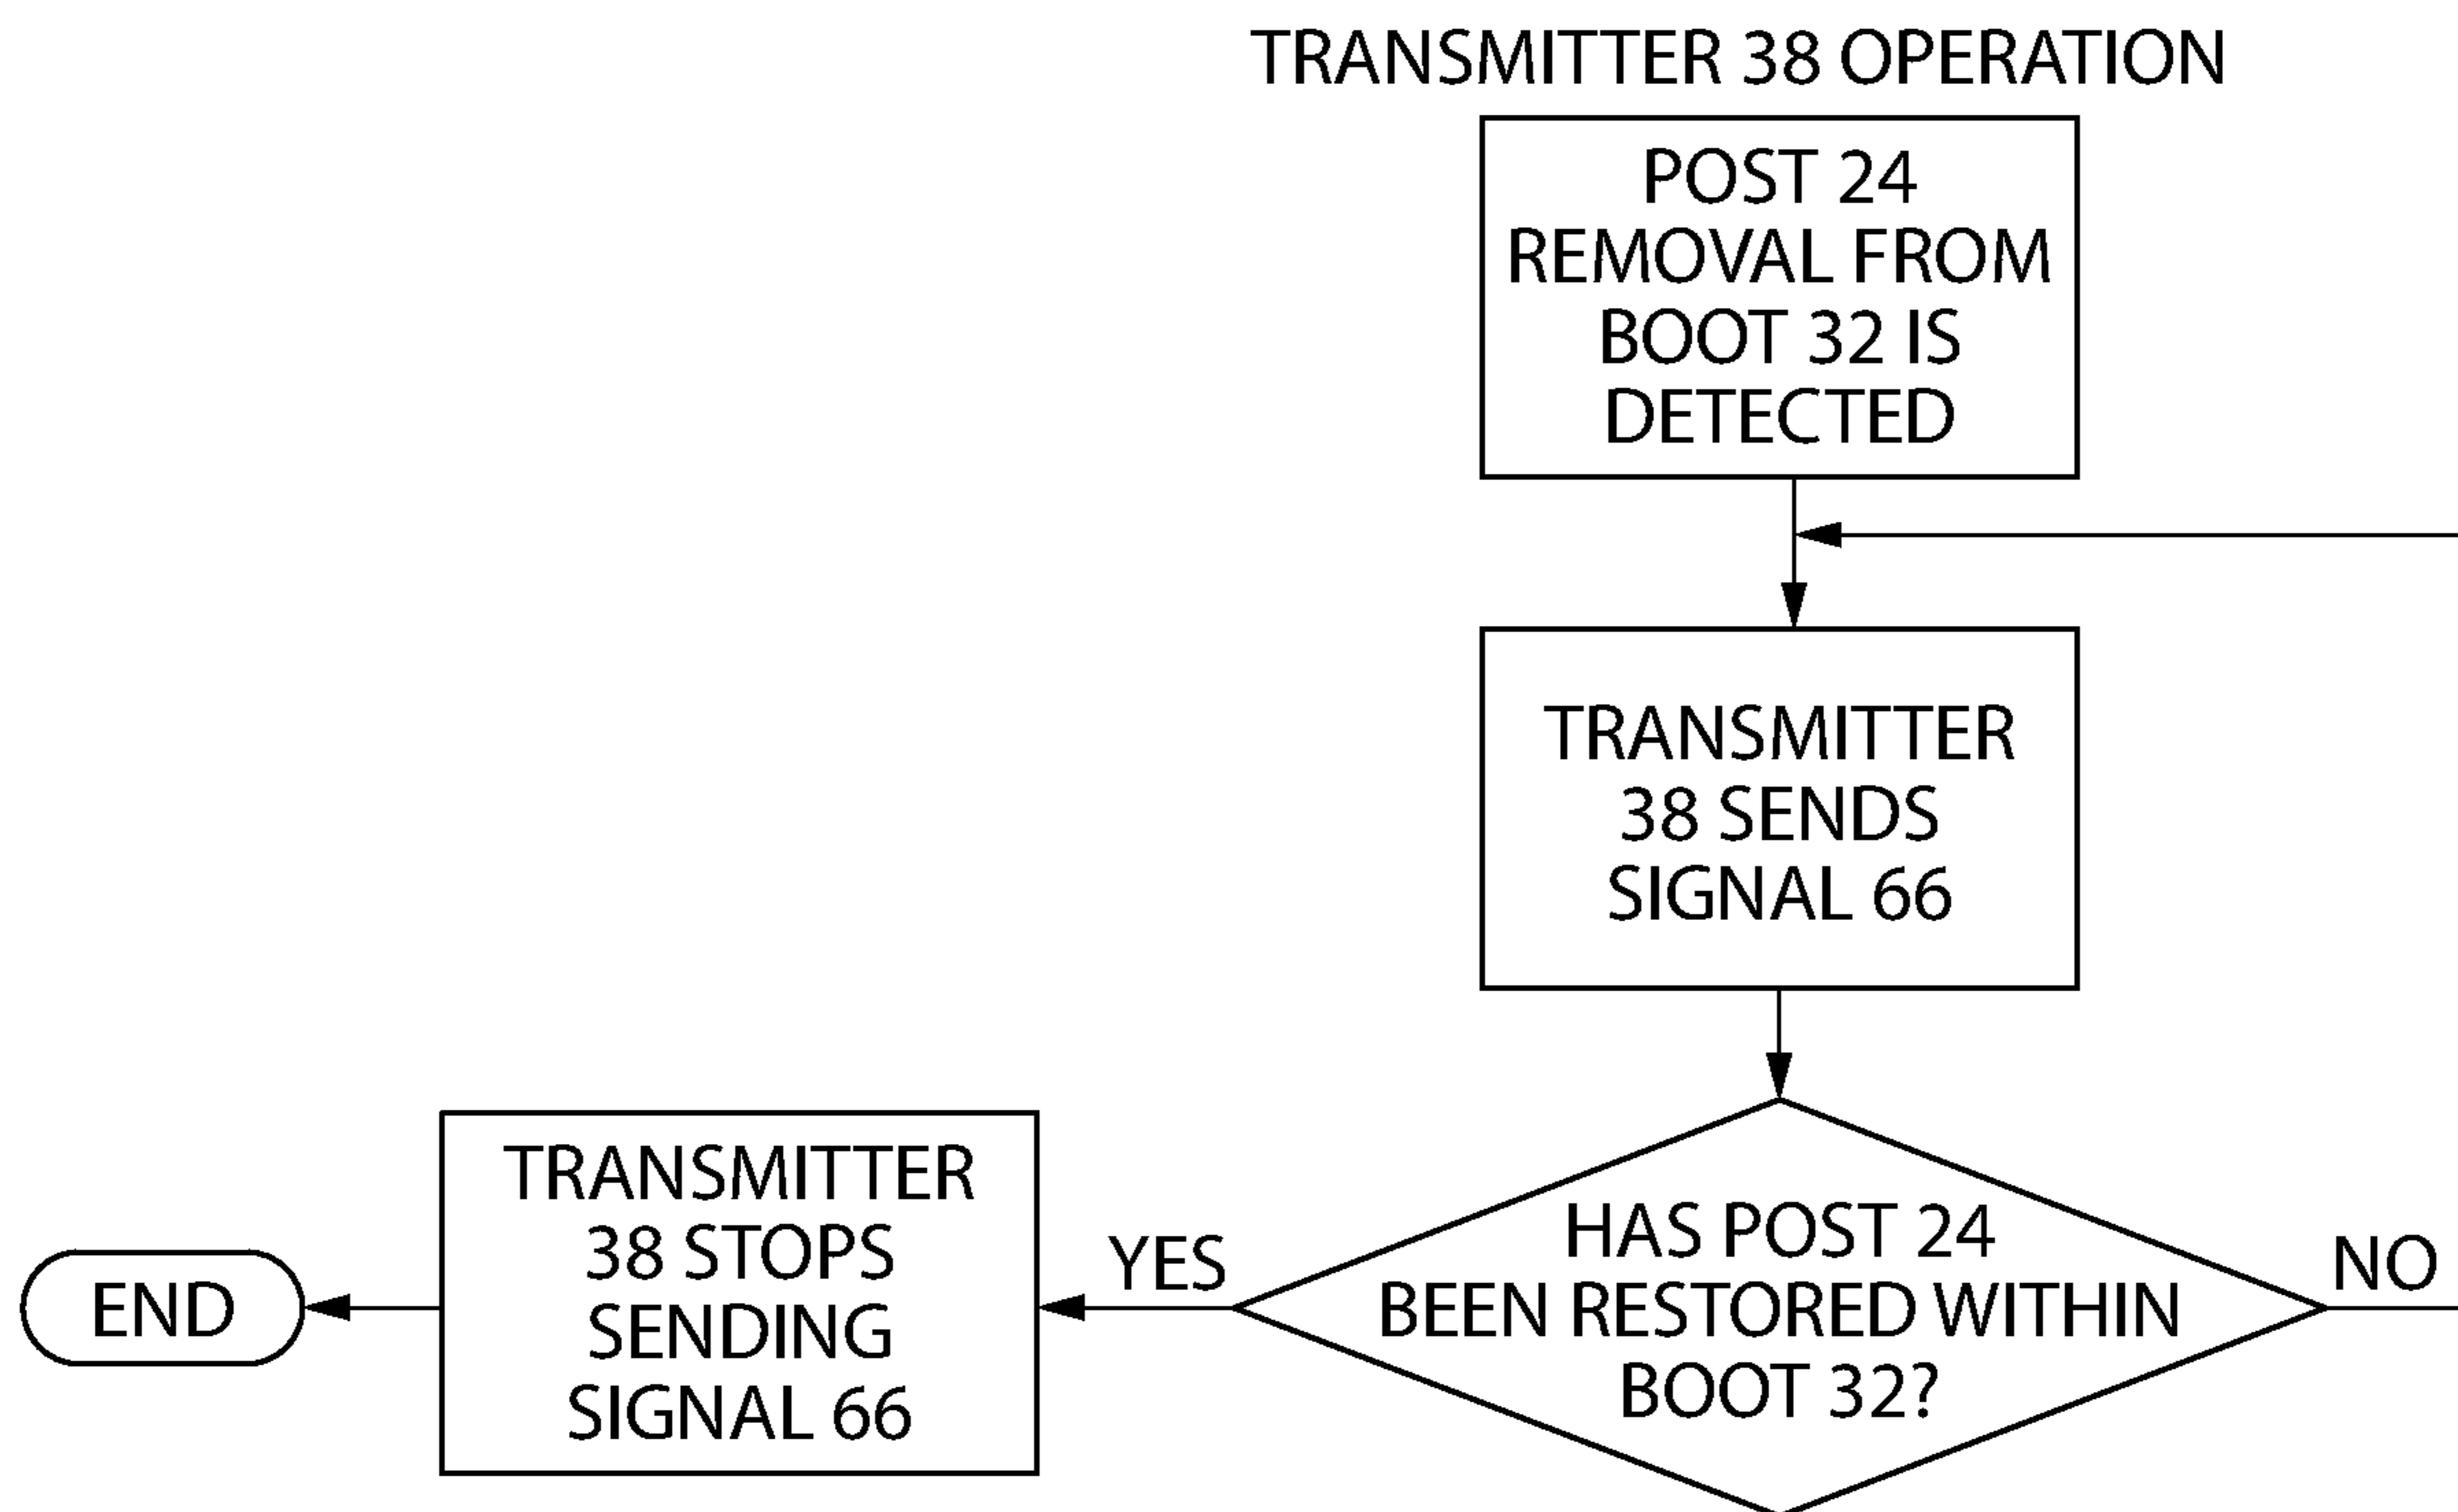 TRANSMITTER 38 OPERATION
POST 24
REMOVAL FROM
BOOT 32 IS
DETECTED
TRANSMITTER
38 SENDS
SIGNAL 66
HAS POST 24
BEEN RESTORED WITHIN
BOOT 32?
NO
YES
TRANSMITTER
38 STOPS
SENDING
SIGNAL 66
END